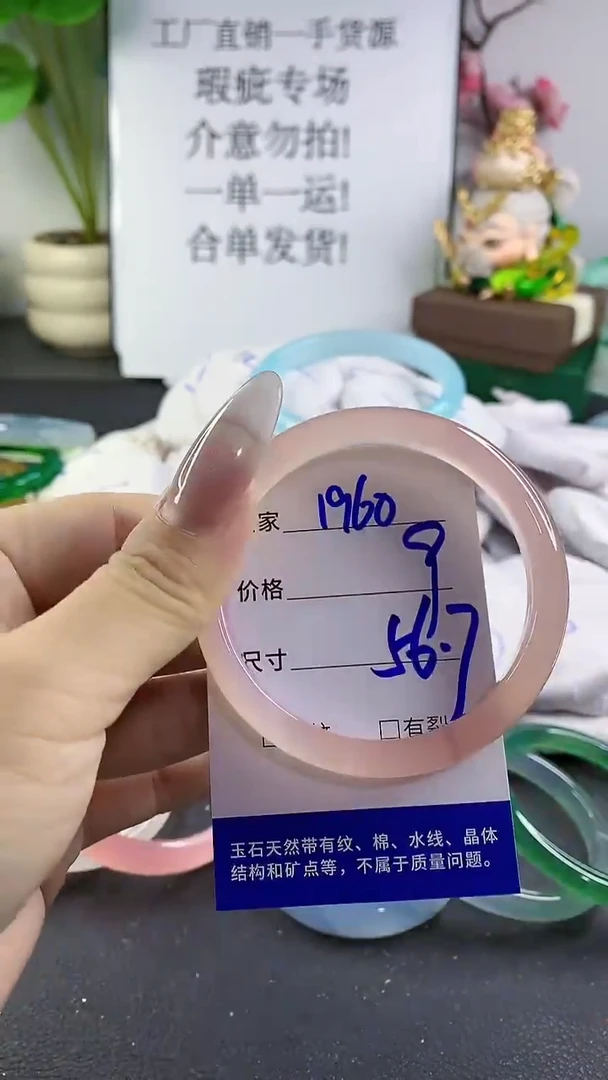 工厂直销一手货源
瑕疵专场
介意勿拍!
一单一运!
合单发货!
家 1960
价格 9
尺寸 56.7
□有裂
玉石天然带有纹、棉、水线、晶体
结构和矿点等，不属于质量问题。